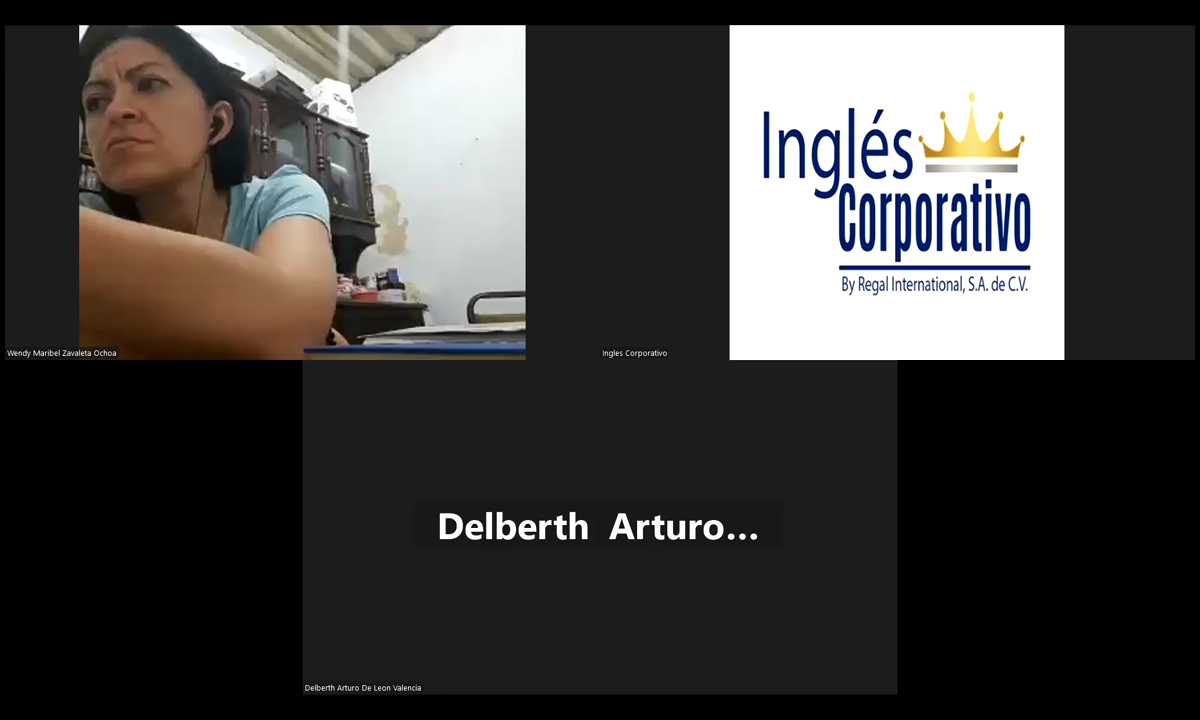 Inglés
Corporativo
By Regal International, S.A. de C.V.
Wendy Maribel Zavaleta Ochoa
Ingles Corporativo
Delberth Arturo...
Delberth Arturo De Leon Valencia